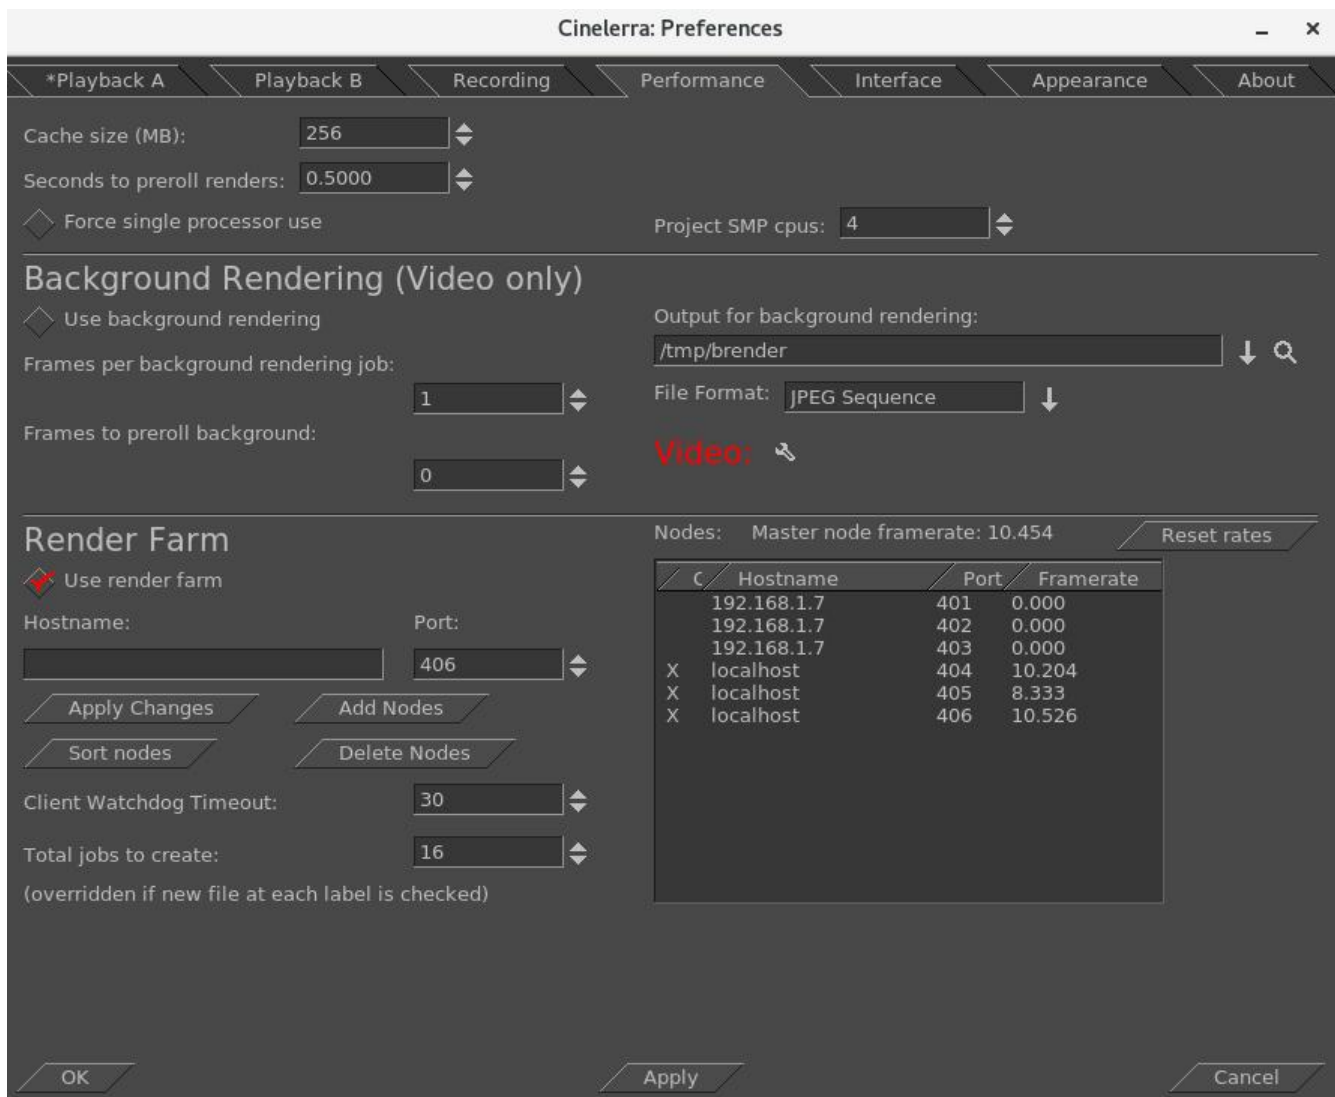 Cinelerra: Preferences
*Playback A Playback B Recording Performance Interface Appearance About
Cache size (MB): 256
Seconds to preroll renders: 0.5000
Force single processor use Project SMP cpus: 4
Background Rendering (Video only)
Use background rendering
Frames per background rendering job:
1
Frames to preroll background:
0
Output for background rendering:
/tmp/brender
File Format: JPEG Sequence
Video:
Render Farm
Use render farm
Hostname: Port:
406
Apply Changes Add Nodes
Sort nodes Delete Nodes
Client Watchdog Timeout: 30
Total jobs to create: 16
(overridden if new file at each label is checked)
Nodes: Master node framerate: 10.454 Reset rates
Hostname Port Framerate
192.168.1.7 401 0.000
192.168.1.7 402 0.000
192.168.1.7 403 0.000
X localhost 404 10.204
X localhost 405 8.333
X localhost 406 10.526
OK Apply Cancel